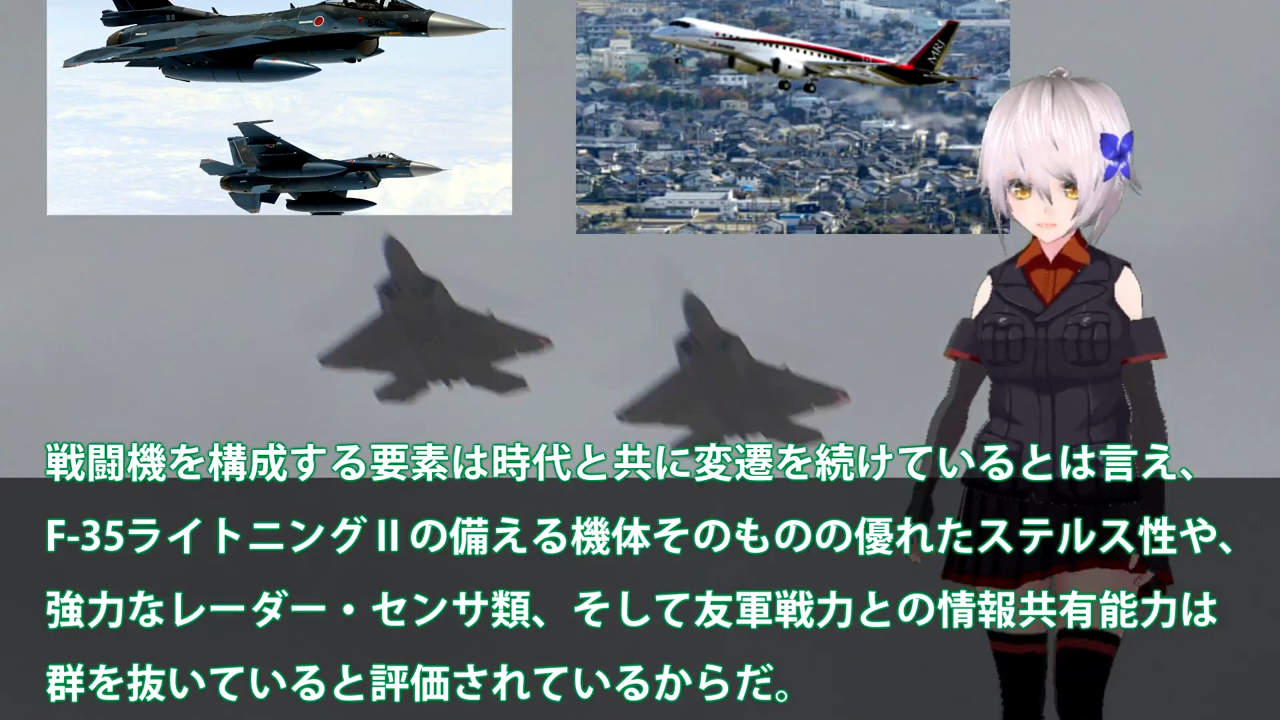 MRJ
戦闘機を構成する要素は時代と共に変遷を続けているとは言え、
F-35ライトニングⅡの備える機体そのものの優れたステルス性や、
強力なレーダー・センサ類、そして友軍戦力との情報共有能力は
群を抜いていると評価されているからだ。